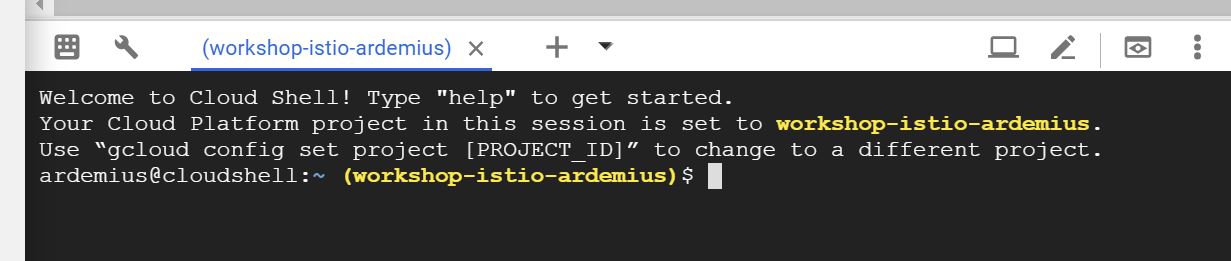 (workshop-istio-ardemius)
Welcome to Cloud Shell! Type "help" to get started.
Your Cloud Platform project in this session is set to workshop-istio-ardemius.
Use “gcloud config set project [PROJECT_ID]” to change to a different project.
ardemius@cloudshell:~ (workshop-istio-ardemius)$